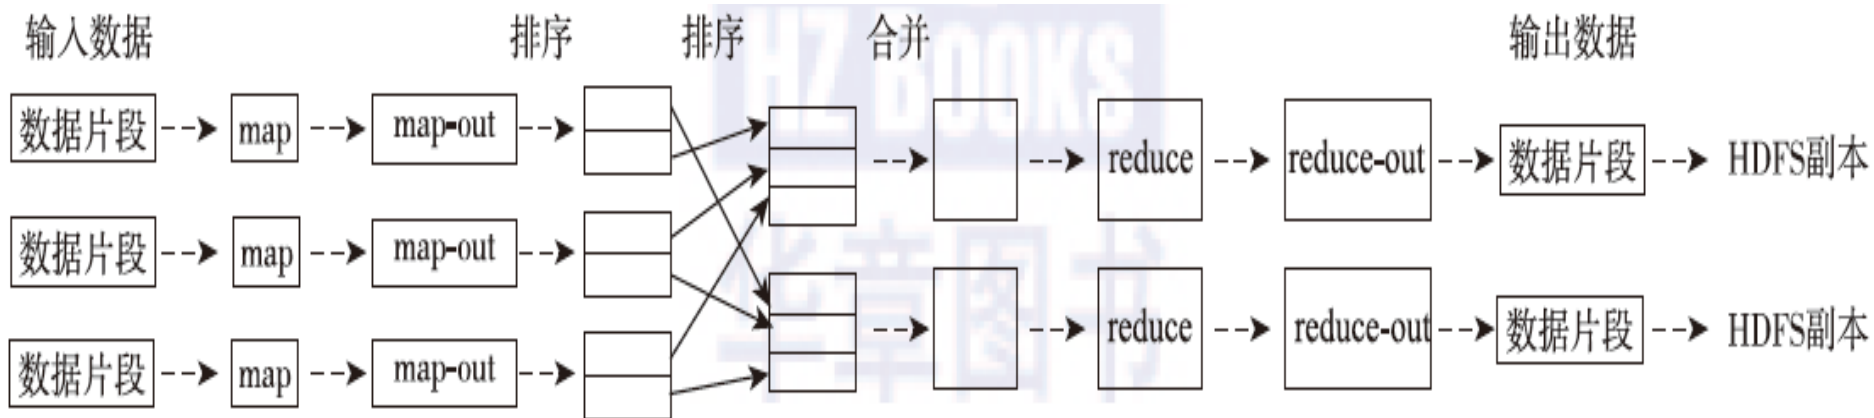 输入数据 排序 排序 合并 输出数据
数据片段 map map-out reduce reduce-out 数据片段 HDFS副本
数据片段 map map-out
数据片段 map map-out reduce reduce-out 数据片段 HDFS副本
HZ BOOKS
华章图书